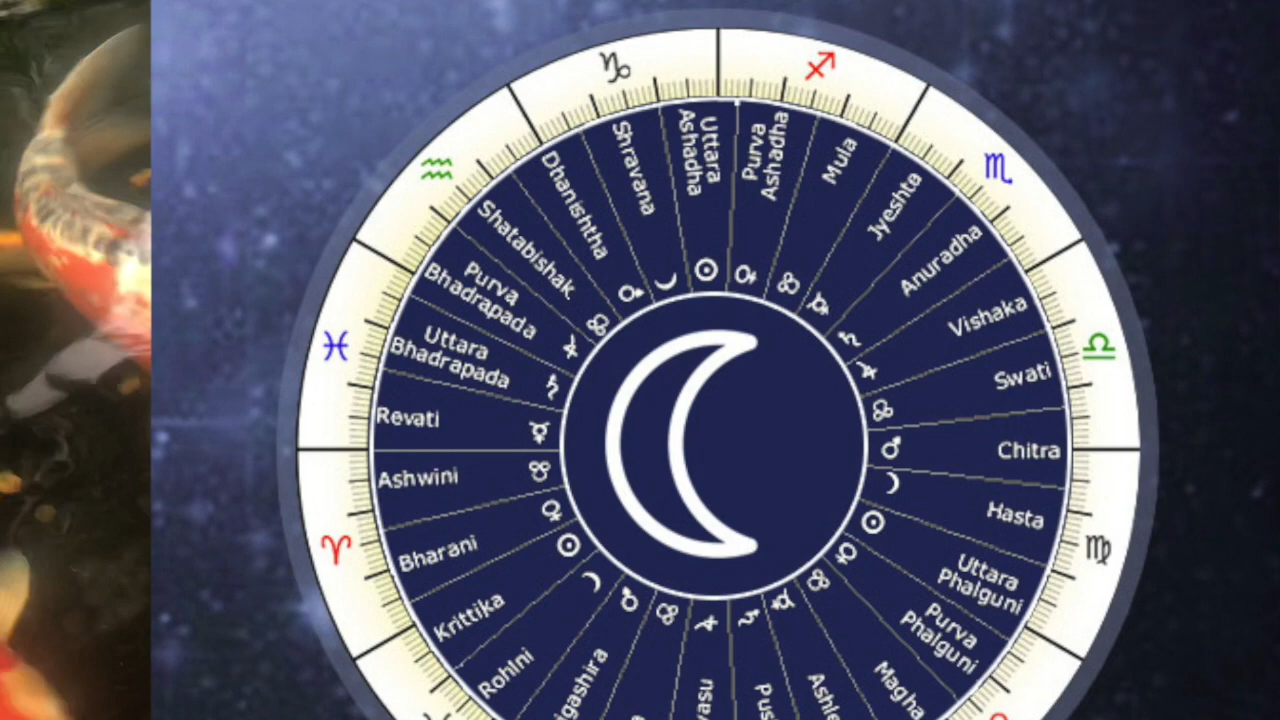 Uttara
Ashadha
Purva
Ashadha
Mula
Jyeshta
Anuradha
Vishaka
Swati
Chitra
Hasta
Uttara
Phalguni
Purva
Phalguni
Magha
Rohini
Krittika
Bharani
Ashwini
Revati
Uttara
Bhadrapada
Purva
Bhadrapada
Shatabishak
Dhanishtha
Shravana